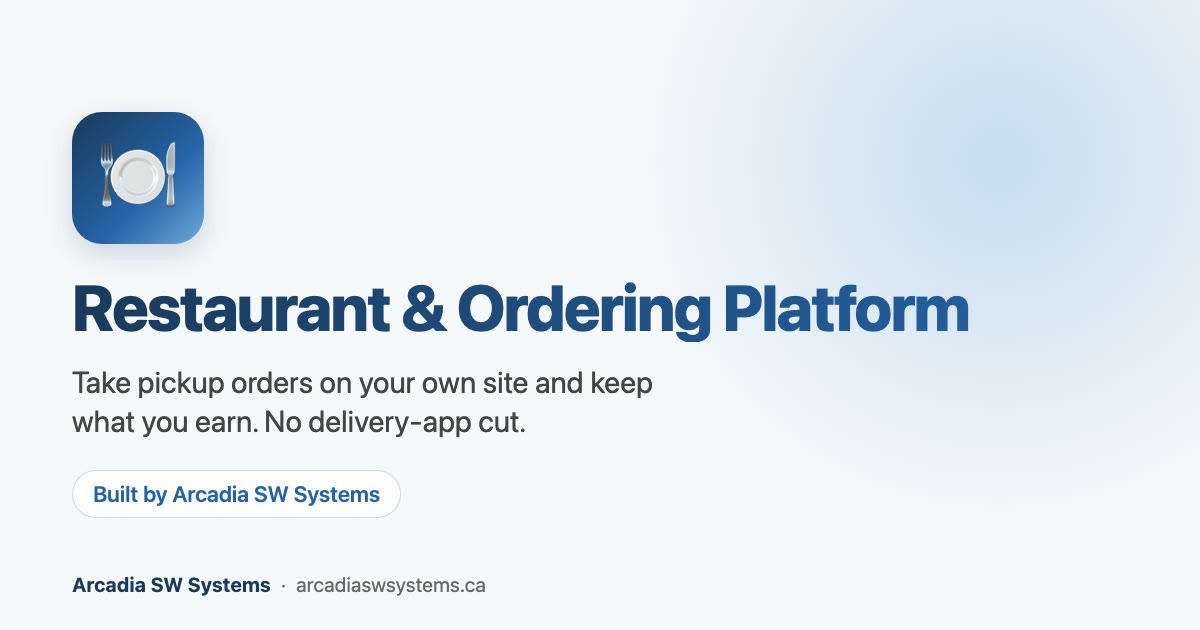 Restaurant & Ordering Platform
Take pickup orders on your own site and keep
what you earn. No delivery-app cut.
Built by Arcadia SW Systems
Arcadia SW Systems · arcadiaswsystems.ca